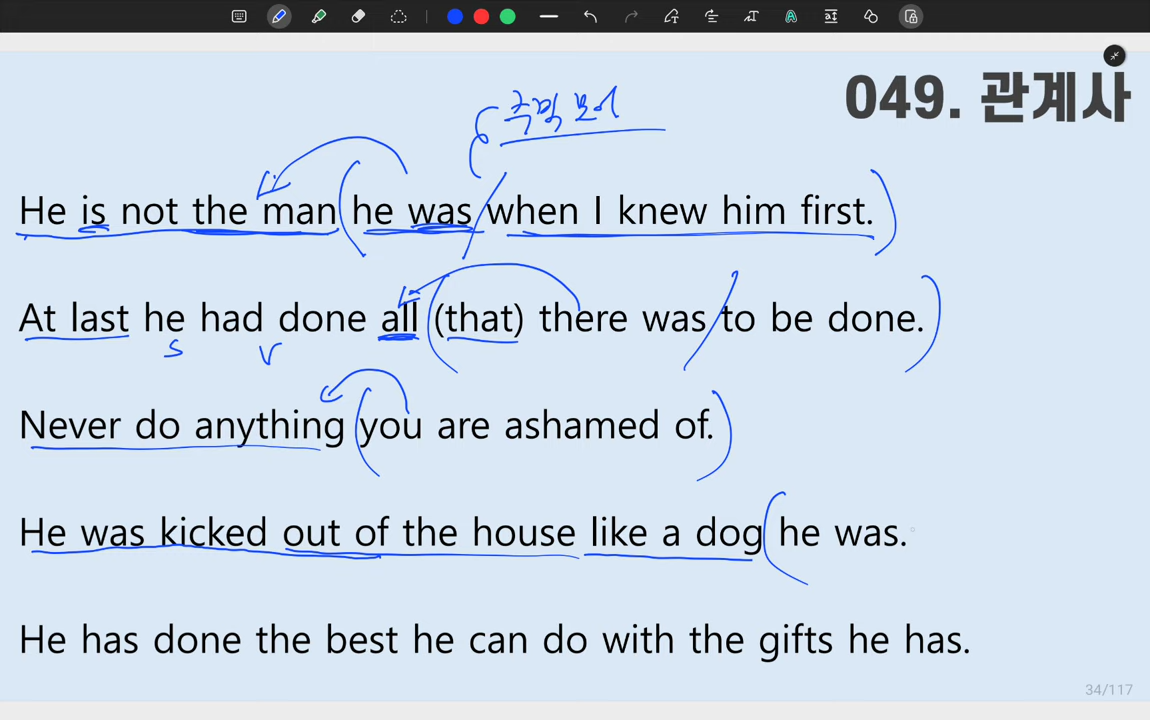 049. 관계사
주격 보어
He is not the man he was when I knew him first.
At last he had done all (that) there was to be done.
s v
Never do anything you are ashamed of.
He was kicked out of the house like a dog he was.
He has done the best he can do with the gifts he has.
34/117